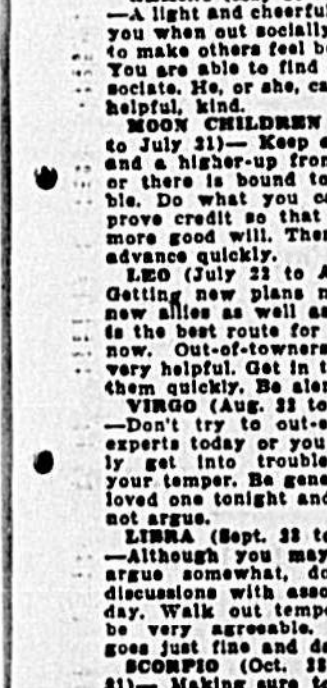 —A light and cheerful
you when out socially
to make others feel b
You are able to find
sociate. He, or she, ca
helpful, kind.
MOON CHILDREN
to July 21)— Keep
and a higher-up from
or there is bound to
ble. Do what you c
prove credit so that
more good will. Then
advance quickly.
LEO (July 22 to A
Getting new plans
new allies as well as
is the best route for
now. Out-of-towners
very helpful. Get in t
them quickly. Be aler
VIRGO (Aug. 22 to
—Don't try to out-e
experts today or you
ly get into trouble
your temper. Be gene
loved one tonight and
not argue.
LIBRA (Sept. 23 to
—Although you may
argue somewhat, do
discussions with asso
day. Walk out tempe
be very agreeable.
goes just fine and d
SCORPIO (Oct. 23
21)— Making sure t